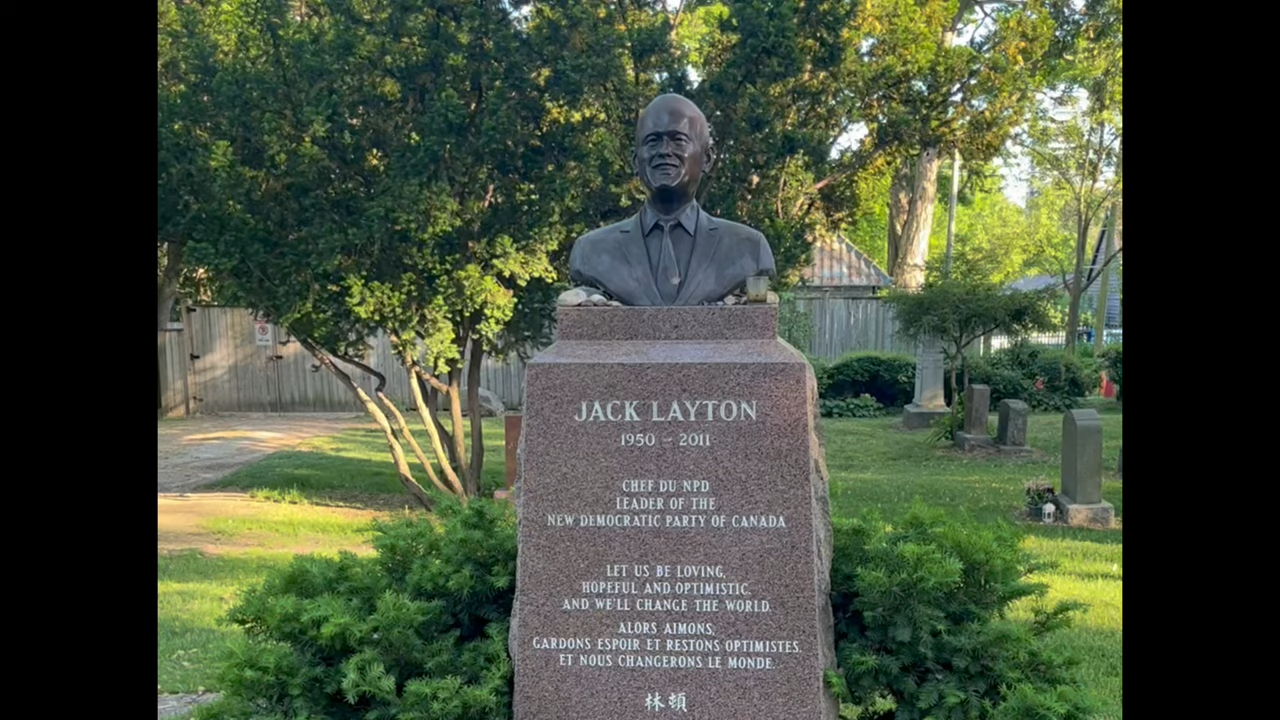 JACK LAYTON
1950 - 2011
CHEF DU NPD
LEADER OF THE
NEW DEMOCRATIC PARTY OF CANADA
LET US BE LOVING,
HOPEFUL AND OPTIMISTIC.
AND WE'LL CHANGE THE WORLD.
ALORS AIMONS,
GARDONS ESPOIR ET RESTONS OPTIMISTES.
ET NOUS CHANGERONS LE MONDE.
林頓